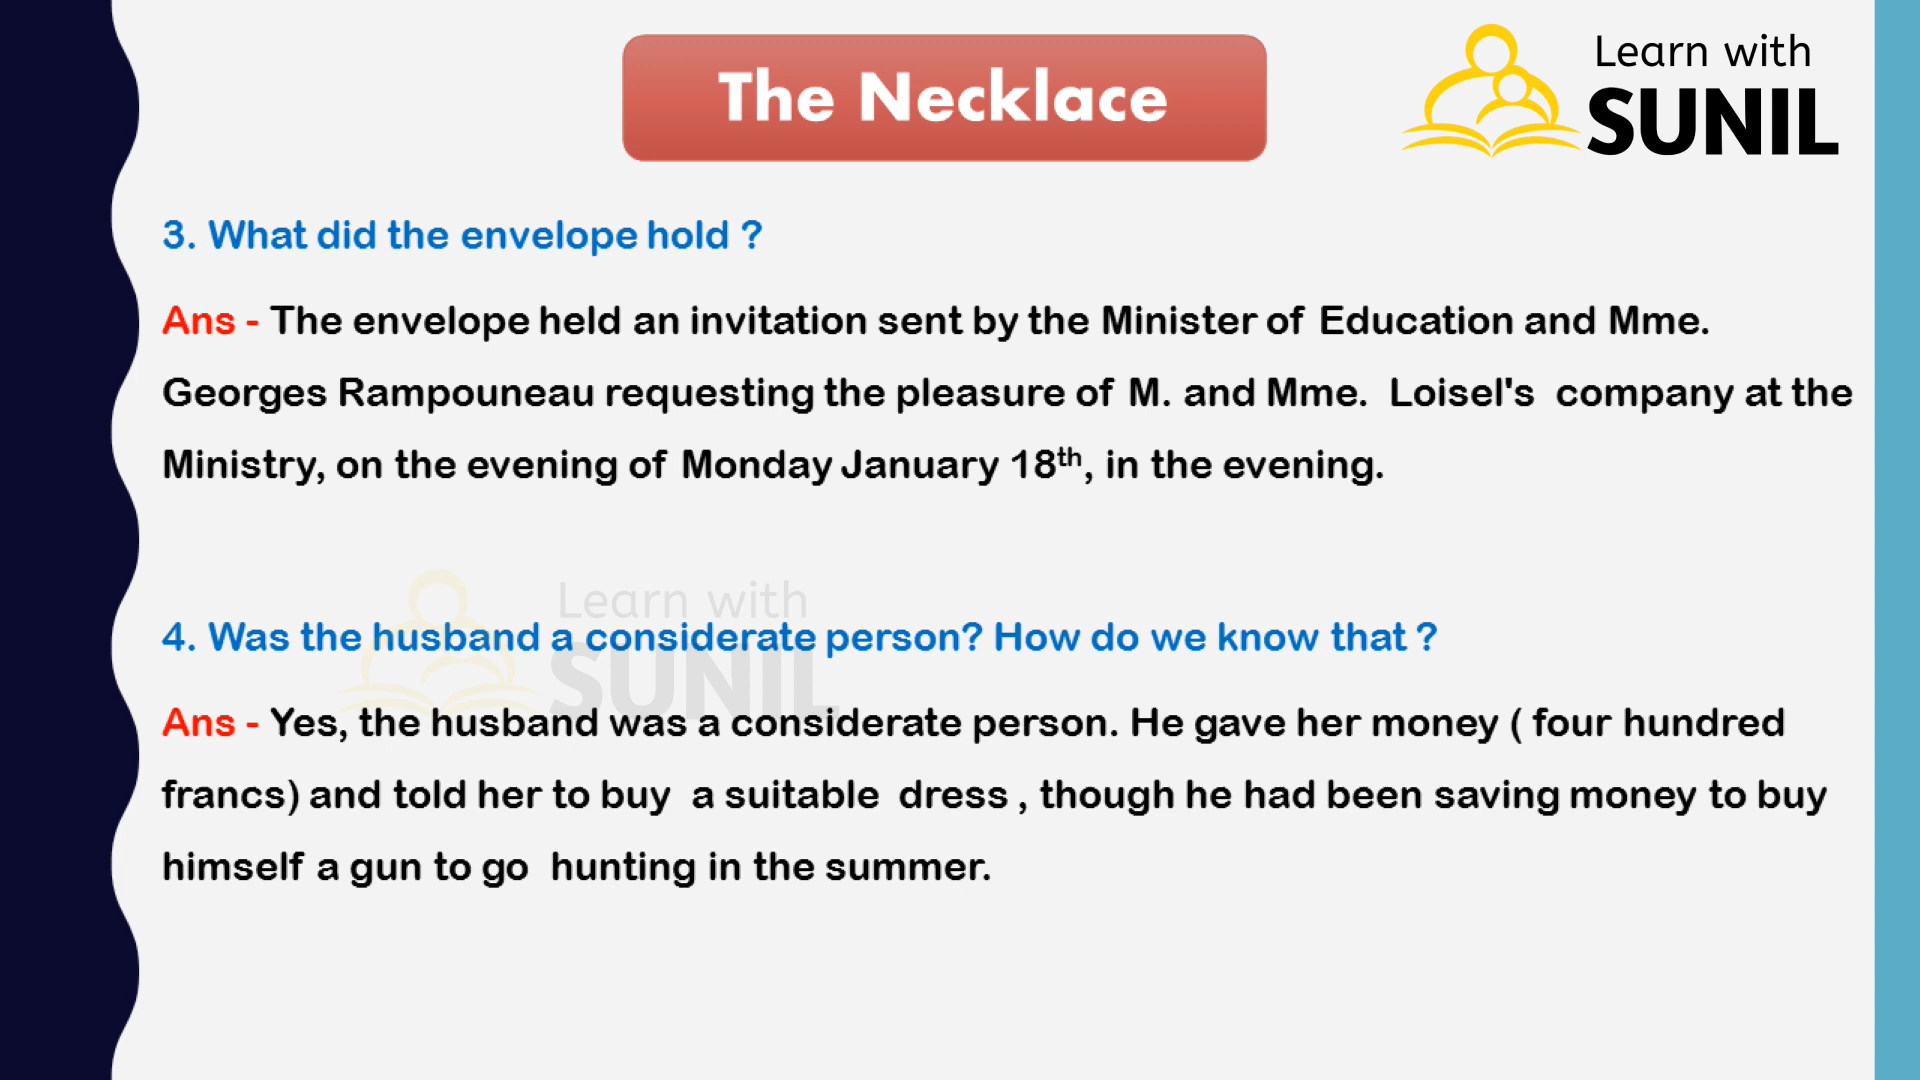 The Necklace
Learn with
SUNIL
3. What did the envelope hold ?
Ans - The envelope held an invitation sent by the Minister of Education and Mme.
Georges Rampouneau requesting the pleasure of M. and Mme. Loisel's company at the
Ministry, on the evening of Monday January 18th, in the evening.
Learn with
SUNIL
4. Was the husband a considerate person? How do we know that ?
Ans - Yes, the husband was a considerate person. He gave her money ( four hundred
francs) and told her to buy a suitable dress , though he had been saving money to buy
himself a gun to go hunting in the summer.